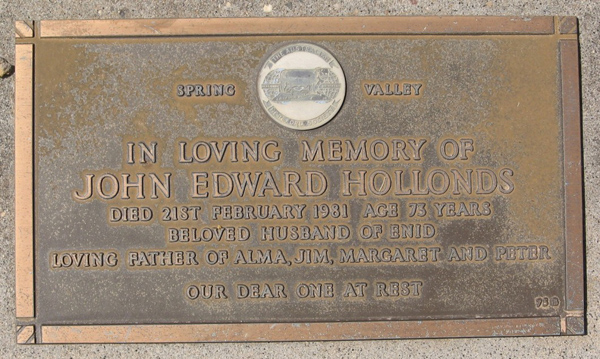 SPRING VALLEY
IN LOVING MEMORY OF
JOHN EDWARD HOLLONDS
DIED 21ST FEBRUARY 1981 AGE 73 YEARS
BELOVED HUSBAND OF ENID
LOVING FATHER OF ALMA, JIM, MARGARET AND PETER
OUR DEAR ONE AT REST